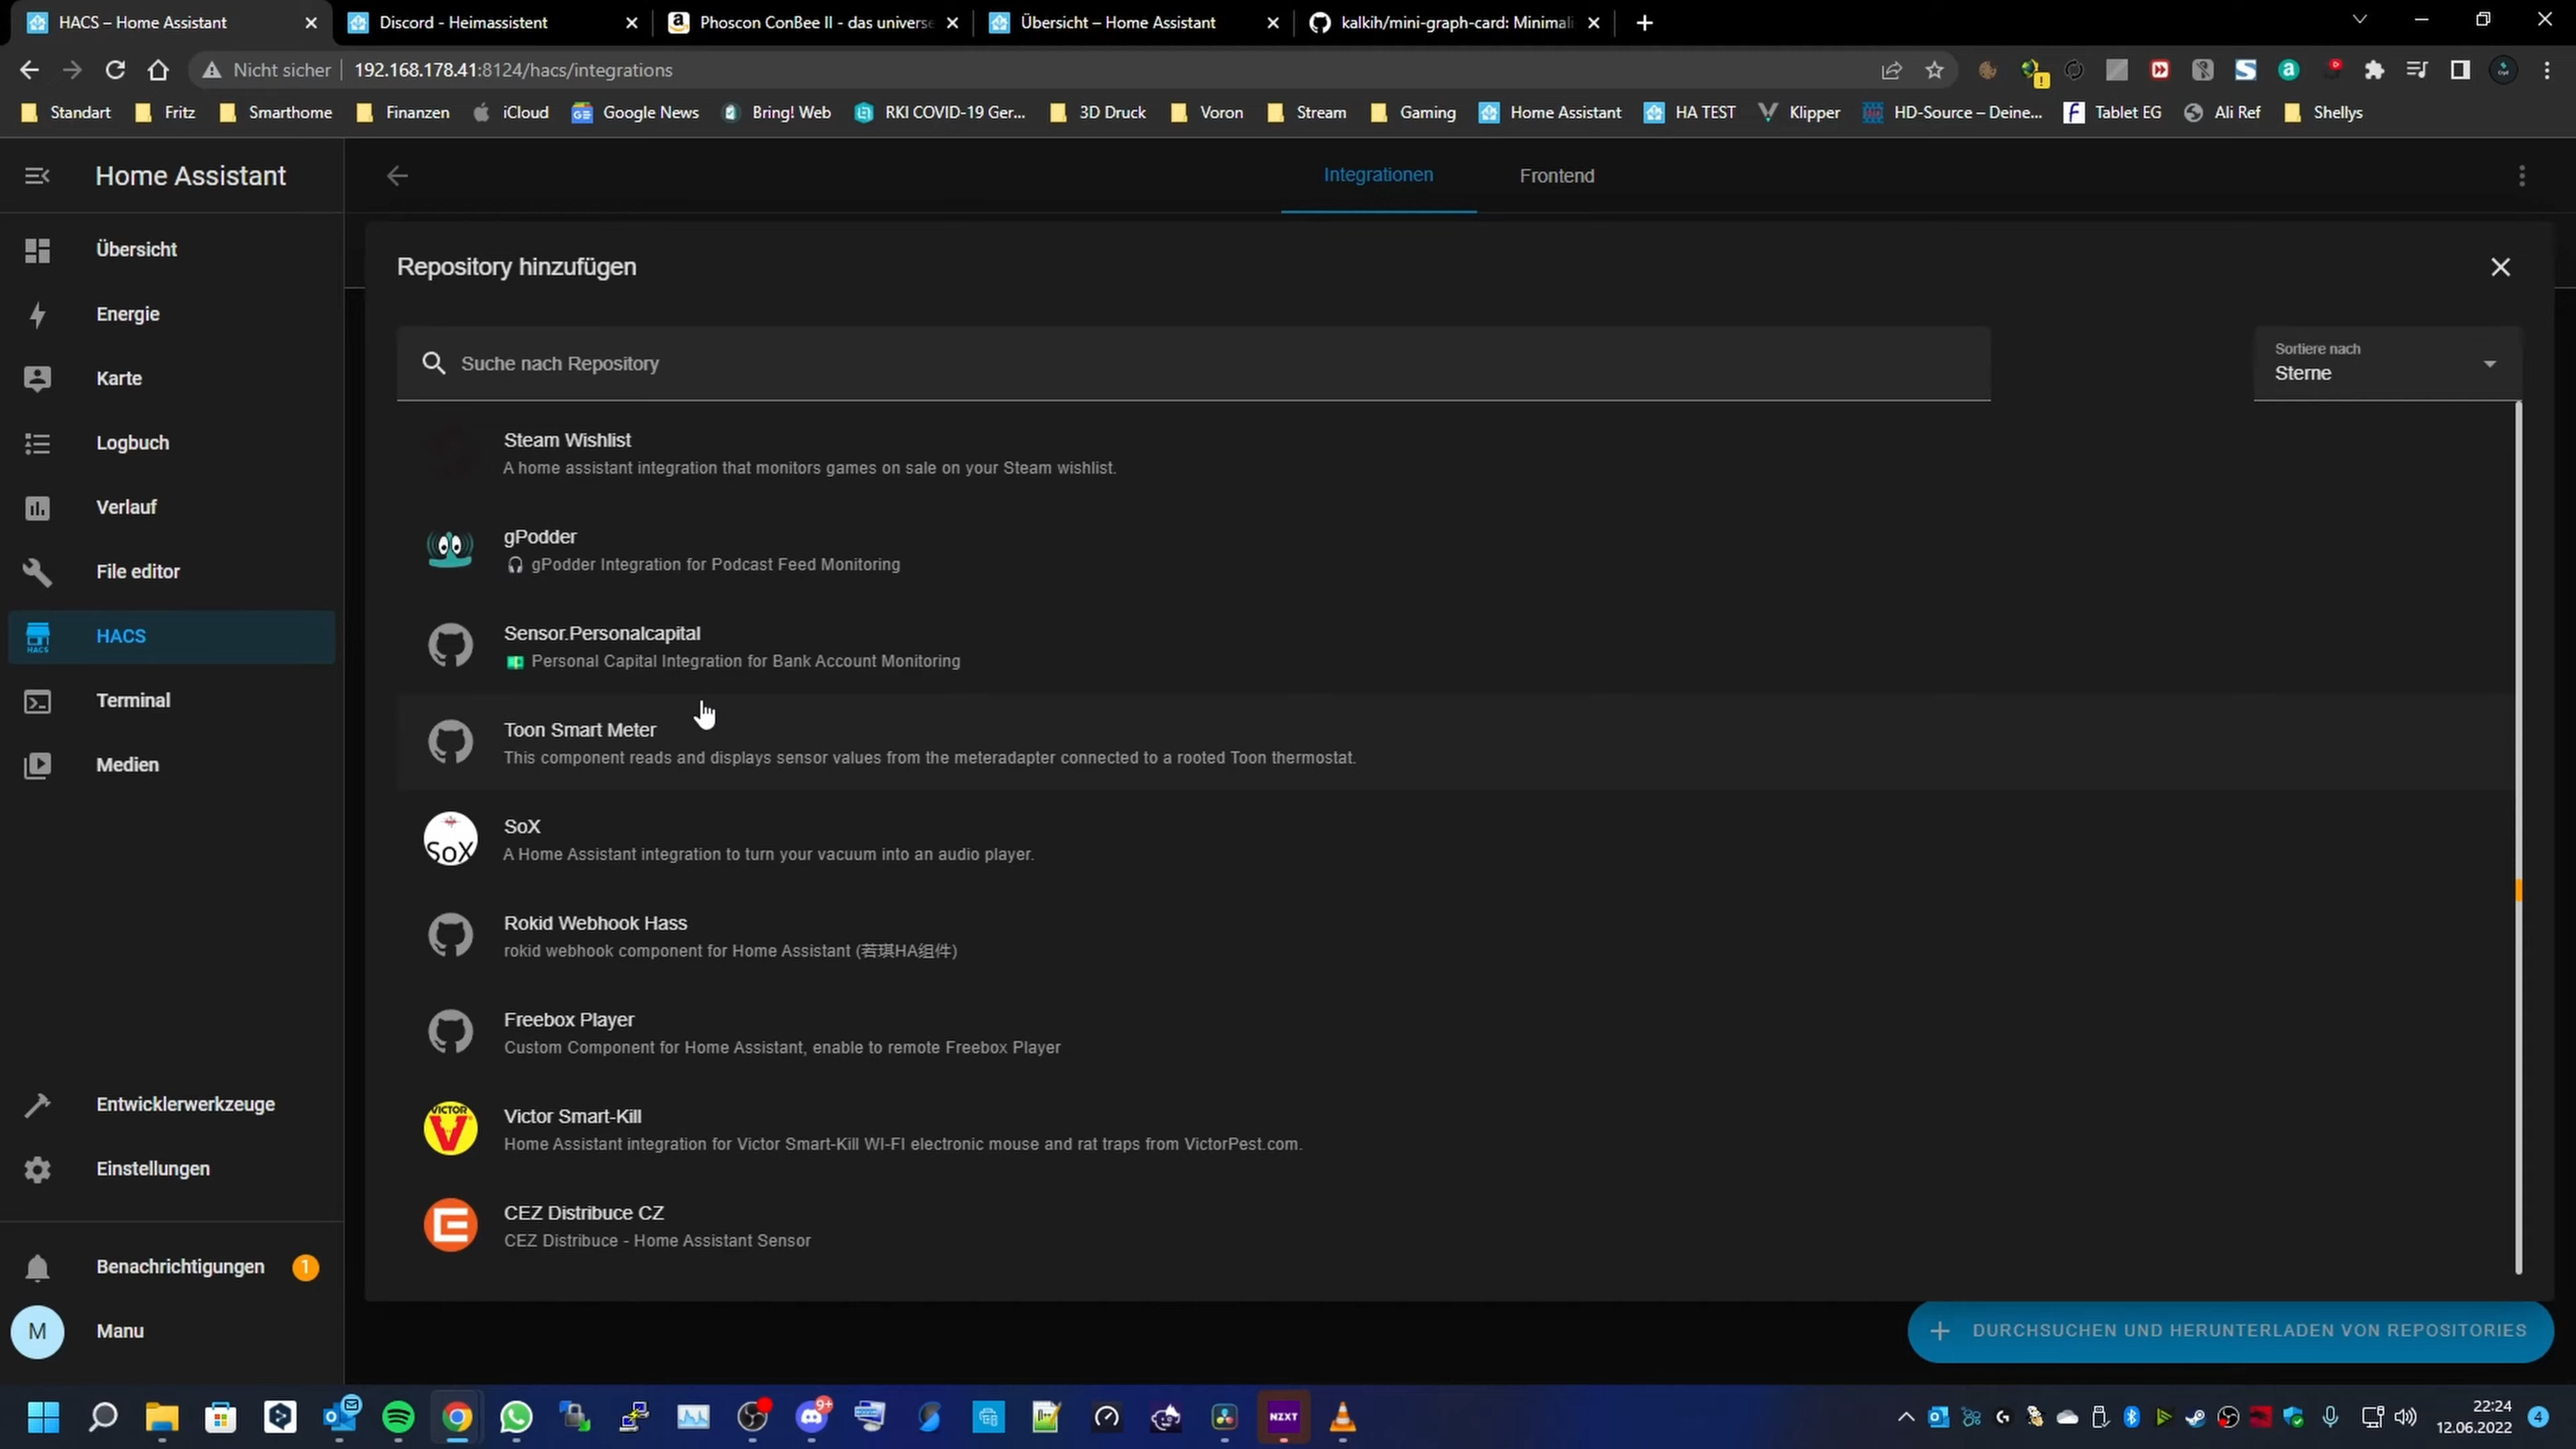 HACS – Home Assistant
Discord - Heimassistent
Phoscon ConBee II - das universe
Übersicht – Home Assistant
kalkih/mini-graph-card: Minimali
Nicht sicher
192.168.178.41:8124/hacs/integrations
Standart
Fritz
Smarthome
Finanzen
iCloud
Google News
Bring! Web
RKI COVID-19 Ger...
3D Druck
Voron
Stream
Gaming
Home Assistant
HA TEST
Klipper
HD-Source – Deine...
Tablet EG
Ali Ref
Shellys
Home Assistant
Integrationen
Frontend
Übersicht
Energie
Karte
Logbuch
Verlauf
File editor
HACS
HACS
Terminal
Medien
Entwicklerwerkzeuge
Einstellungen
Benachrichtigungen
1
M
Manu
Repository hinzufügen
Suche nach Repository
Sortiere nach
Sterne
Steam Wishlist
A home assistant integration that monitors games on sale on your Steam wishlist.
gPodder
gPodder Integration for Podcast Feed Monitoring
Sensor.Personalcapital
Personal Capital Integration for Bank Account Monitoring
Toon Smart Meter
This component reads and displays sensor values from the meteradapter connected to a rooted Toon thermostat.
SoX
SoX
A Home Assistant integration to turn your vacuum into an audio player.
Rokid Webhook Hass
rokid webhook component for Home Assistant (若琪HA组件)
Freebox Player
Custom Component for Home Assistant, enable to remote Freebox Player
VICTOR
V
Victor Smart-Kill
Home Assistant integration for Victor Smart-Kill WI-FI electronic mouse and rat traps from VictorPest.com.
CEZ Distribuce CZ
CEZ Distribuce - Home Assistant Sensor
DURCHSUCHEN UND HERUNTERLADEN VON REPOSITORIES
9+
NZXT
22:24
12.06.2022
4